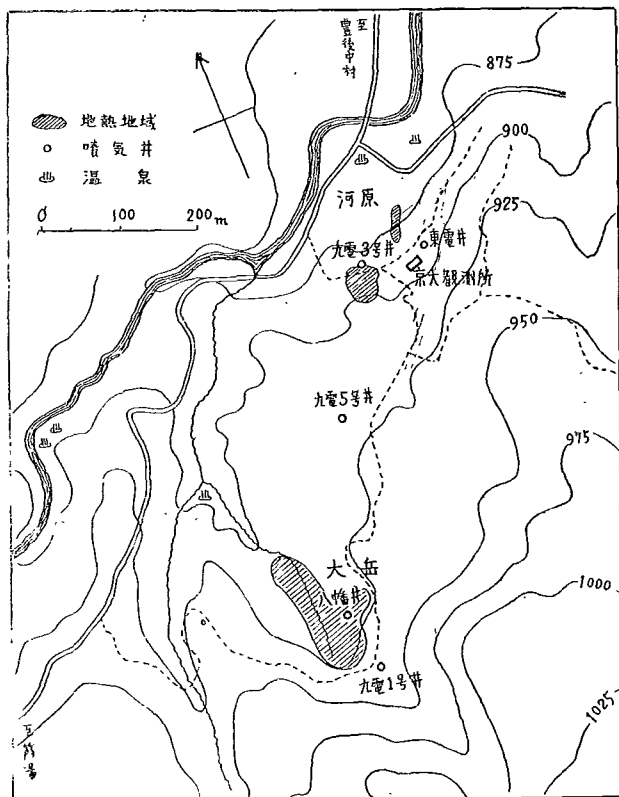 至豊後中村
875
地熱地域
噴気井
温泉
0 100 200m
900
925
河原
東電井
九電3号井
京大観測所
950
九電5号井
975
大岳
八幡井
1000
九電1号井
1025